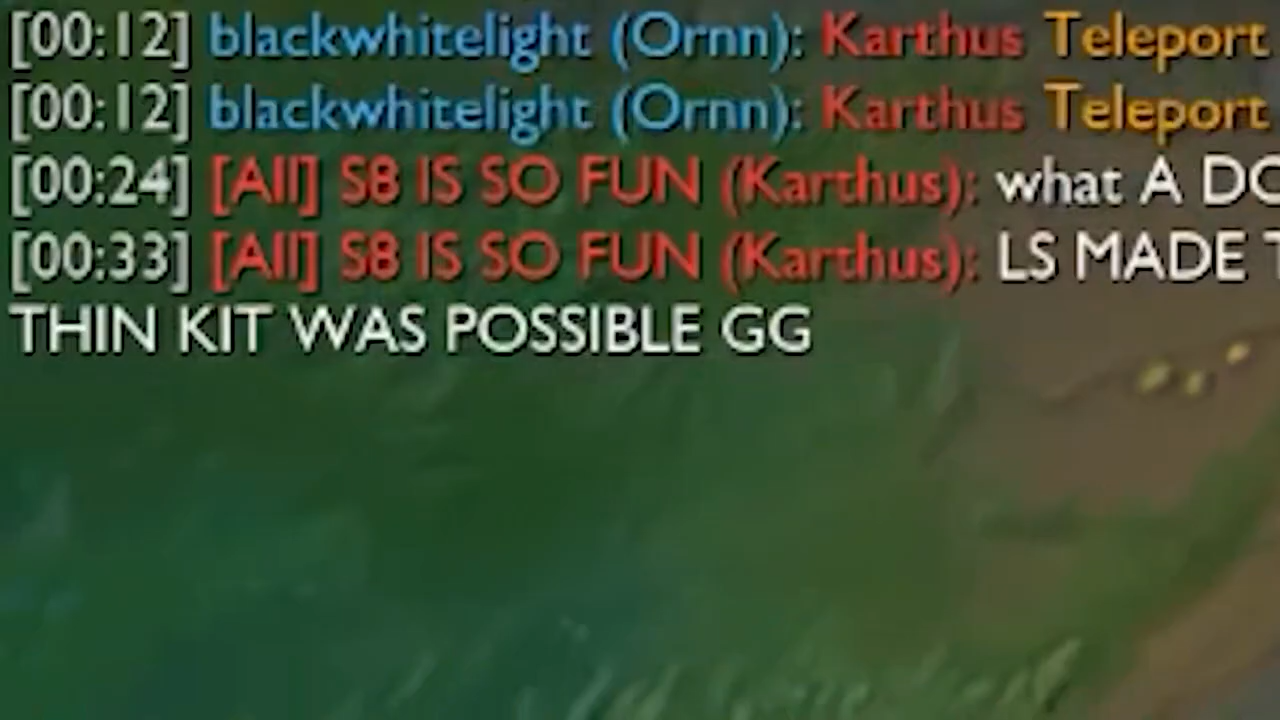 [00:12] blackwhitelight (Ornn): Karthus Teleport
[00:12] blackwhitelight (Ornn): Karthus Teleport
[00:24] [All] S8 IS SO FUN (Karthus): what A
[00:33] [All] S8 IS SO FUN (Karthus): LS MADE
THIN KIT WAS POSSIBLE GG